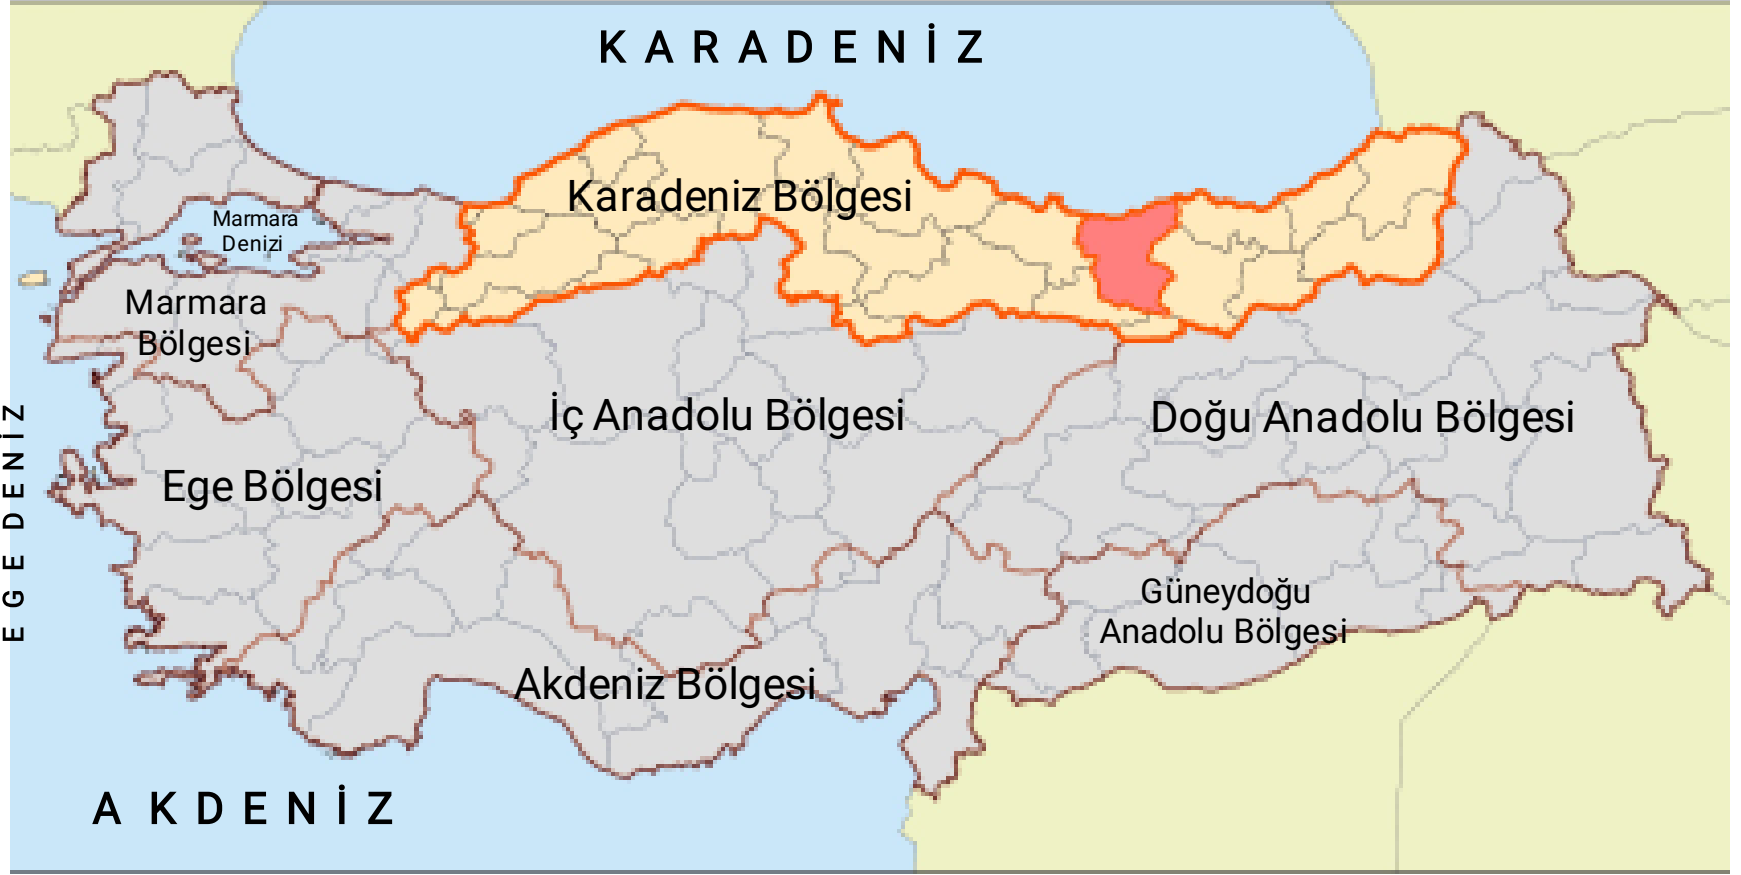 KARADENİZ
Karadeniz Bölgesi
Marmara
Denizi
Marmara
Bölgesi
İç Anadolu Bölgesi
Doğu Anadolu Bölgesi
EGE DENİZ
Ege Bölgesi
Güneydoğu
Anadolu Bölgesi
Akdeniz Bölgesi
AKDENİZ